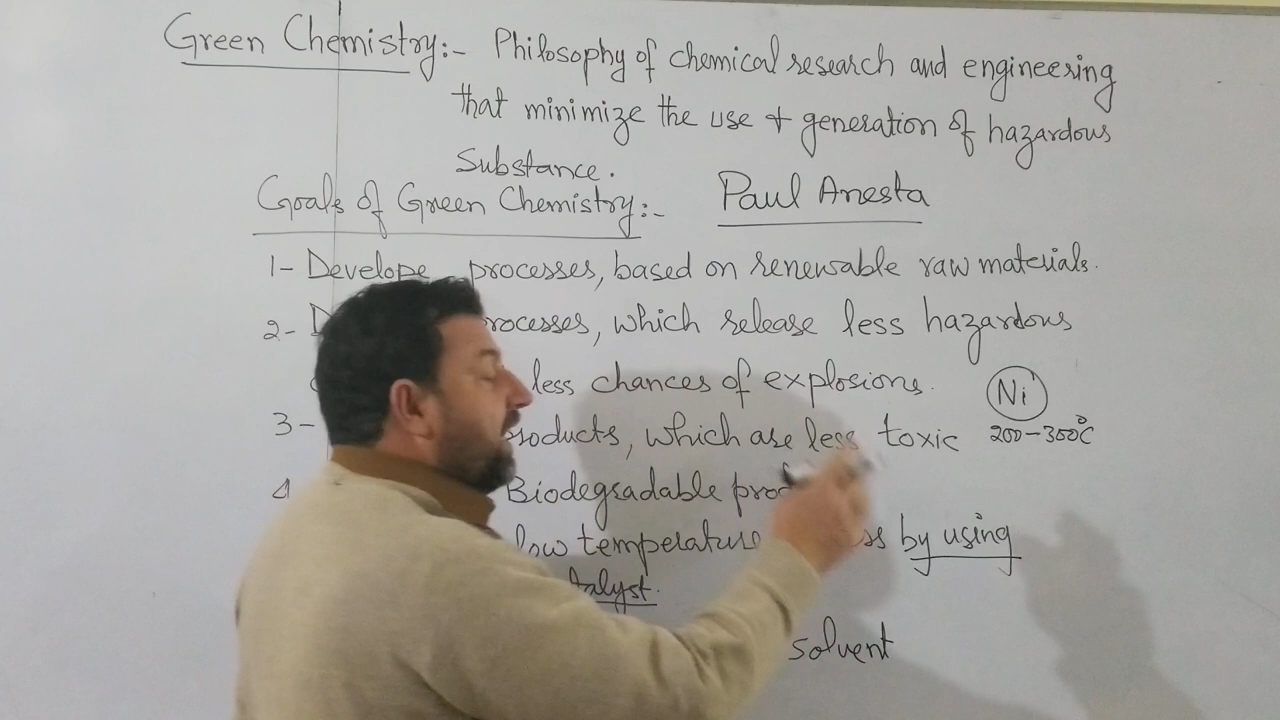 Green Chemistry:- Philosophy of chemical research and engineering
that minimize the use & generation of hazardous
Substance.
Goals of Green Chemistry:- Paul Anesta
1- Develope processes, based on renewable raw materials.
2- processes, which release less hazardous
less chances of explosions. Ni
3- products, which are less toxic 200-300°C
4 Biodegradable
low temperature by using
solvent